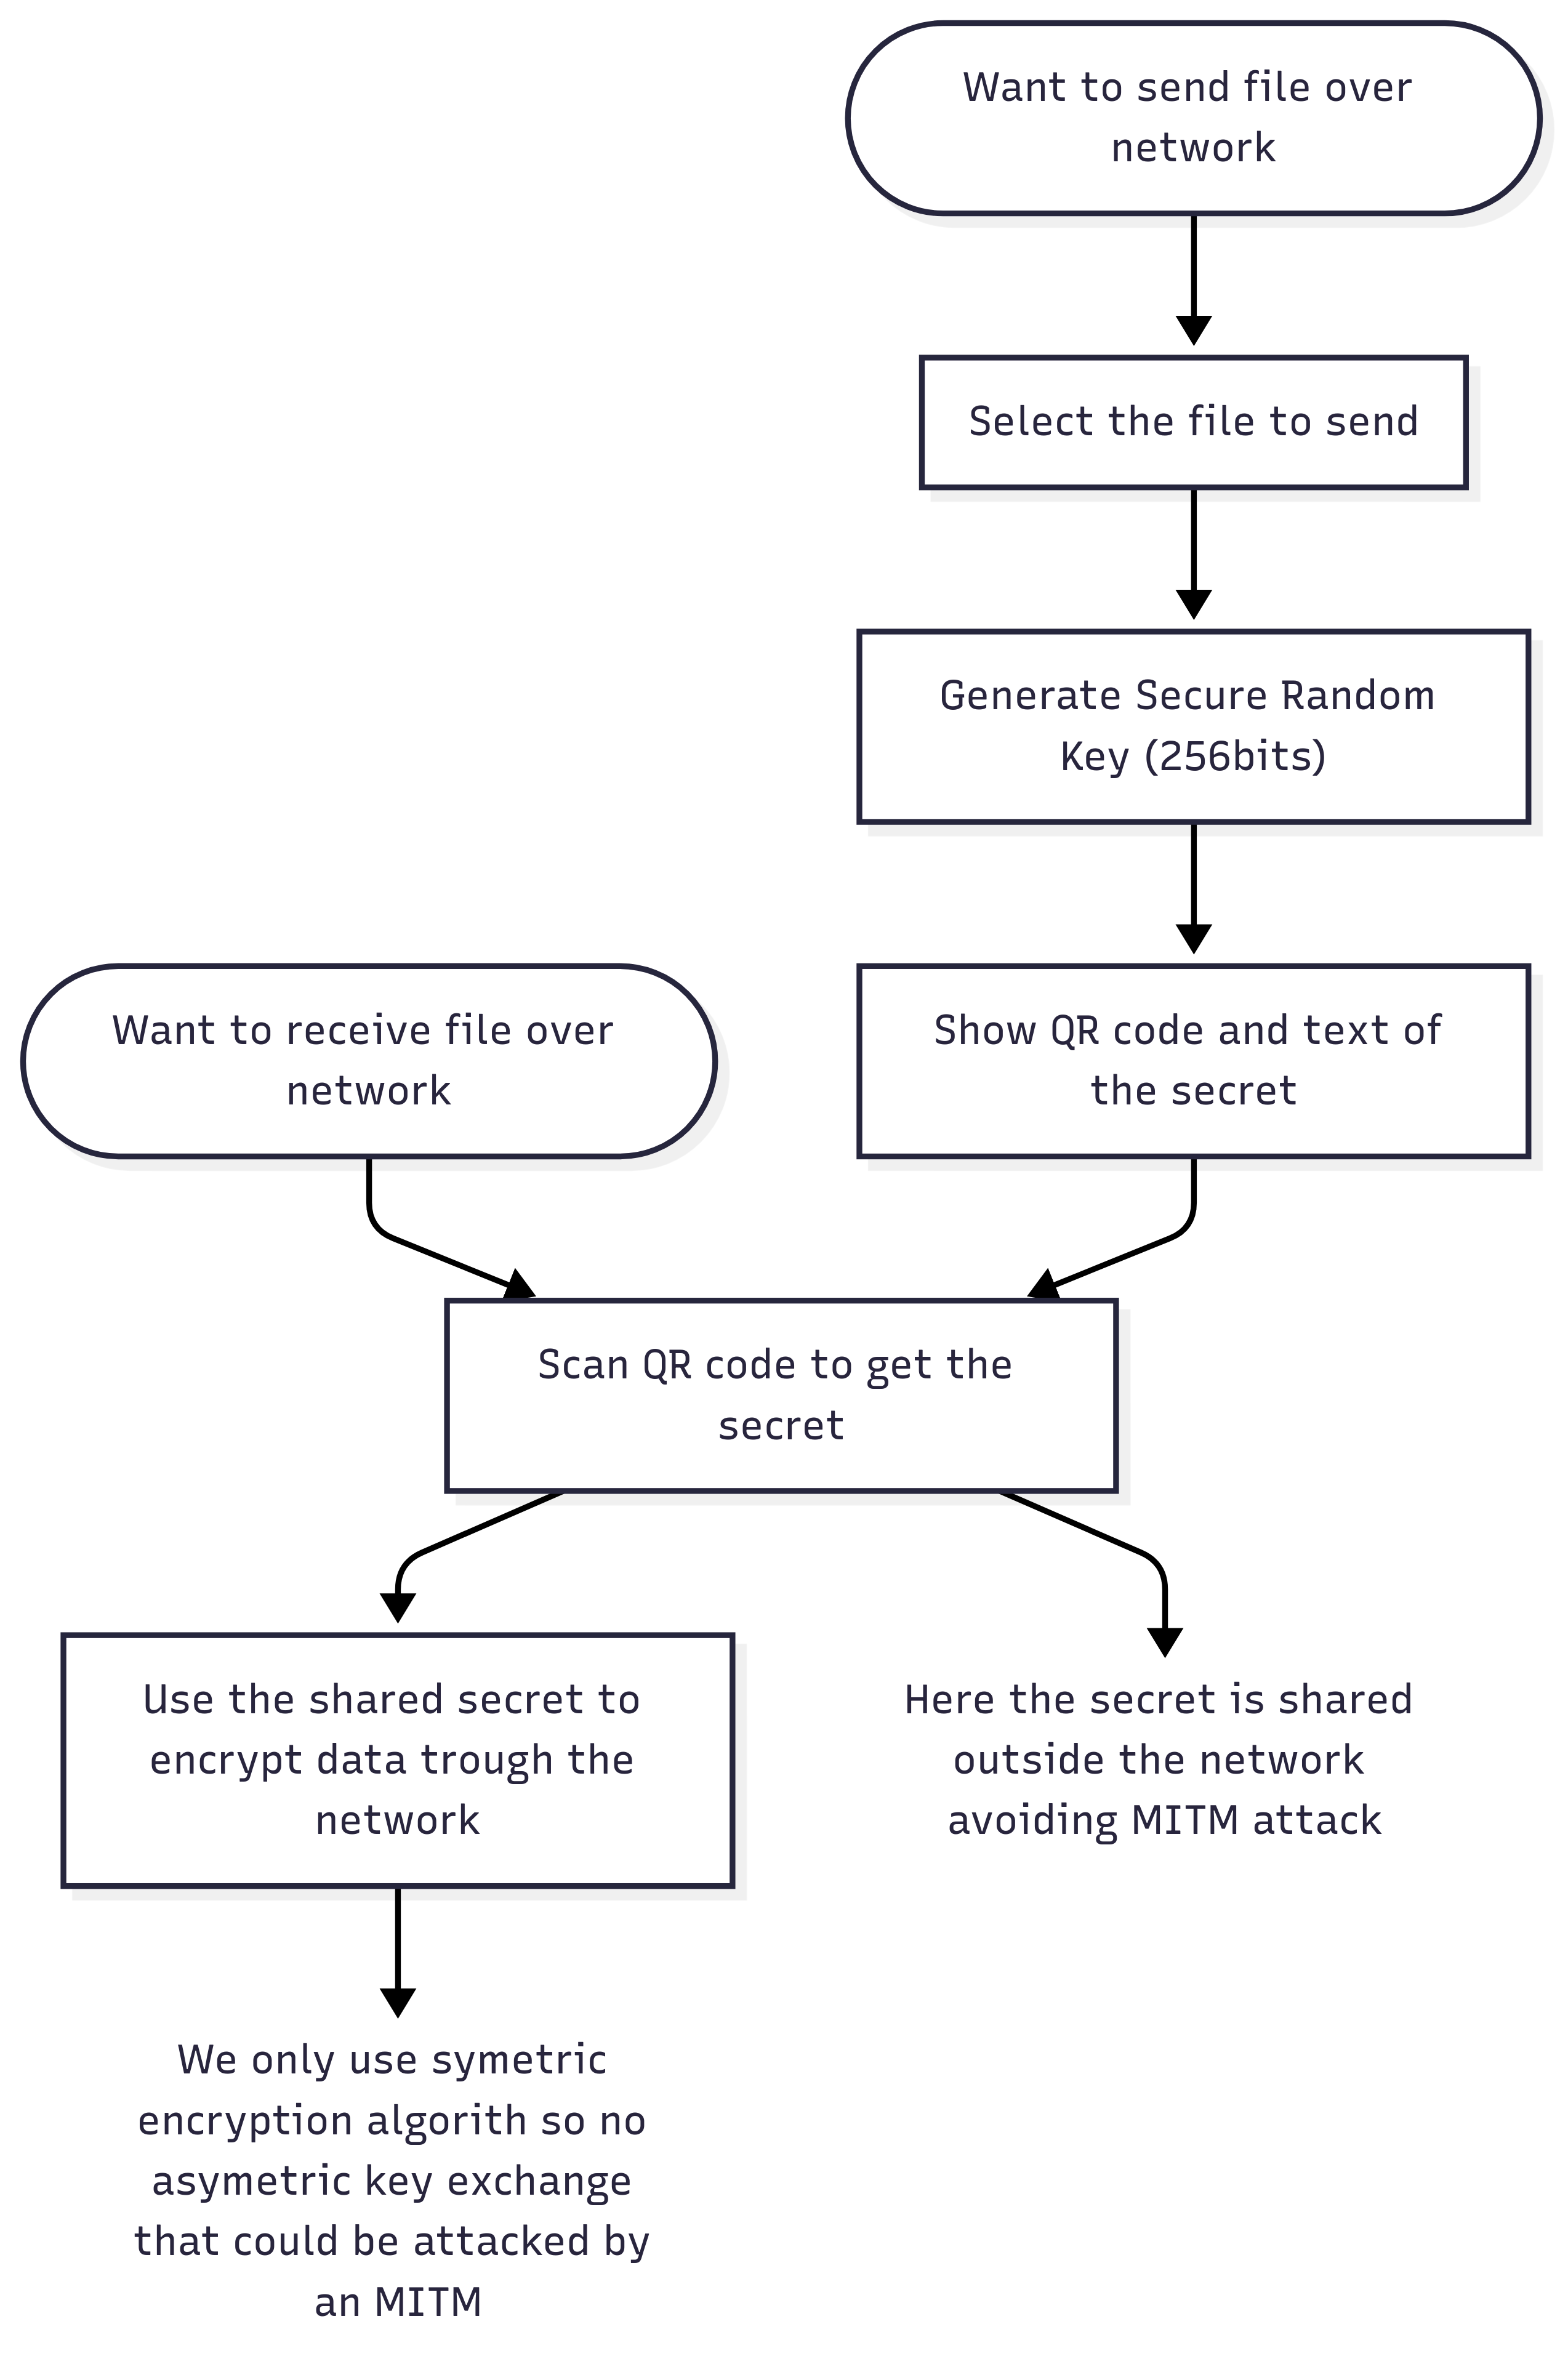 Want to send file over
network
Select the file to send
Generate Secure Random
Key (256bits)
Want to receive file over
network
Show QR code and text of
the secret
Scan QR code to get the
secret
Use the shared secret to
encrypt data trough the
network
Here the secret is shared
outside the network
avoiding MITM attack
We only use symetric
encryption algorith so no
asymetric key exchange
that could be attacked by
an MITM